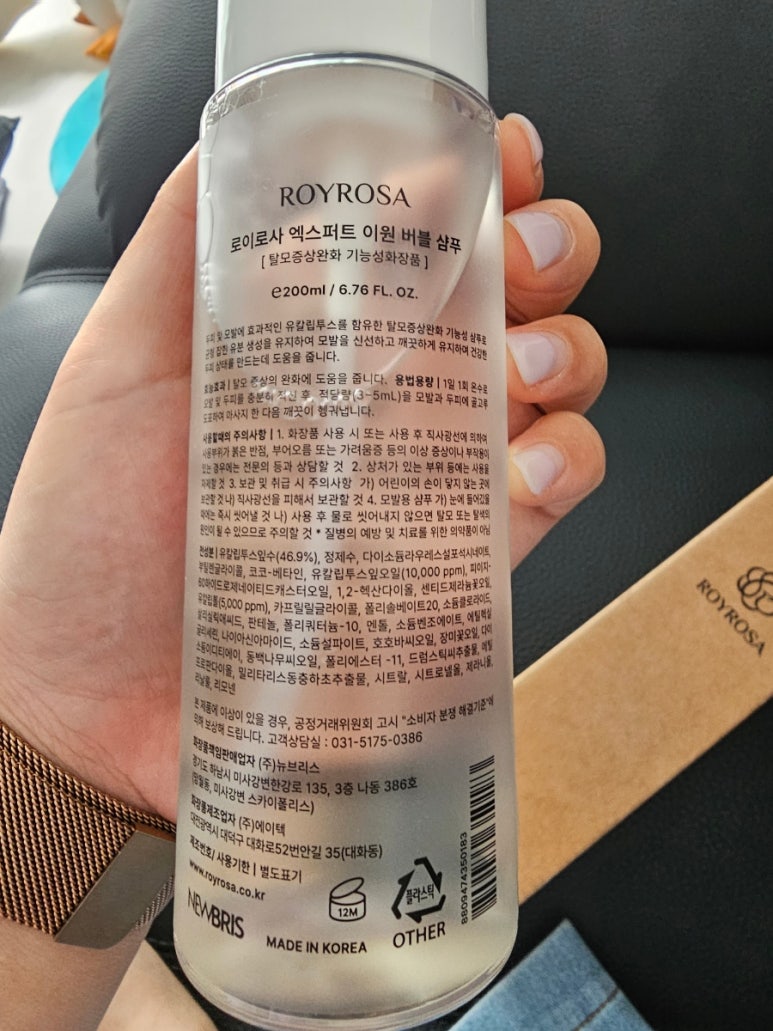 ROYROSA
로이로사 엑스퍼트 이원 버블 샴푸
[ 탈모증상완화 기능성화장품 ]
℮200ml / 6.76 FL. OZ.
두피 및 모발에 효과적인 유칼립투스를 함유한 탈모증상완화 기능성 샴푸로
균형 잡힌 유분 생성을 유지하여 모발을 신선하고 깨끗하게 유지하며 건강한
두피 상태를 만드는데 도움을 줍니다.
효능효과 | 탈모 증상의 완화에 도움을 줍니다. 용법용량 | 1일 1회 온수로
모발 및 두피를 충분히 적신 후, 적당량(3~5mL)을 모발과 두피에 골고루
도포하여 마사지 한 다음 깨끗이 헹궈냅니다.
사용할때의 주의사항 | 1. 화장품 사용 시 또는 사용 후 직사광선에 의하여
사용부위가 붉은 반점, 부어오름 또는 가려움증 등의 이상 증상이나 부작용이
있는 경우에는 전문의 등과 상담할 것 2. 상처가 있는 부위 등에는 사용을
자제할 것 3. 보관 및 취급 시 주의사항 가) 어린이의 손이 닿지 않는 곳에
보관할 것 나) 직사광선을 피해서 보관할 것 4. 모발용 샴푸 가) 눈에 들어갔을
때에는 즉시 씻어낼 것 나) 사용 후 물로 씻어내지 않으면 탈모 또는 탈색의
원인이 될 수 있으므로 주의할 것 * 질병의 예방 및 치료를 위한 의약품이 아님
전성분 | 유칼립투스잎수(46.9%), 정제수, 다이소듐라우레스설포석시네이트,
부틸렌글라이콜, 코코-베타인, 유칼립투스잎오일(10,000 ppm), 피이지-
60하이드로제네이티드캐스터오일, 1,2-헥산다이올, 센티드제라늄꽃오일,
유칼립톨(5,000 ppm), 카프릴릴글라이콜, 폴리솔베이트20, 소듐클로라이드,
살리실릭애씨드, 판테놀, 폴리쿼터늄-10, 멘톨, 소듐벤조에이트, 에틸헥실
글리세린, 나이아신아마이드, 소듐설파이트, 호호바씨오일, 장미꽃오일, 다이
소듐이디티에이, 동백나무씨오일, 폴리에스터 -11, 드럼스틱씨추출물, 메틸
프로판다이올, 밀리타리스동충하초추출물, 시트랄, 시트로넬올, 제라니올,
리날룰, 리모넨
본 제품에 이상이 있을 경우, 공정거래위원회 고시 "소비자 분쟁 해결기준"에
의해 보상해 드립니다. 고객상담실 : 031-5175-0386
화장품책임판매업자 (주)뉴브리스
경기도 하남시 미사강변한강로 135, 3층 나동 386호
(망월동, 미사강변 스카이폴리스)
화장품제조업자 (주)에이텍
대전광역시 대덕구 대화로52번안길 35(대화동)
제조번호/ 사용기한 | 별도표기
www.royrosa.co.kr
NEWBRIS
MADE IN KOREA
12M
플라스틱
OTHER
8809474350183
ROYROSA